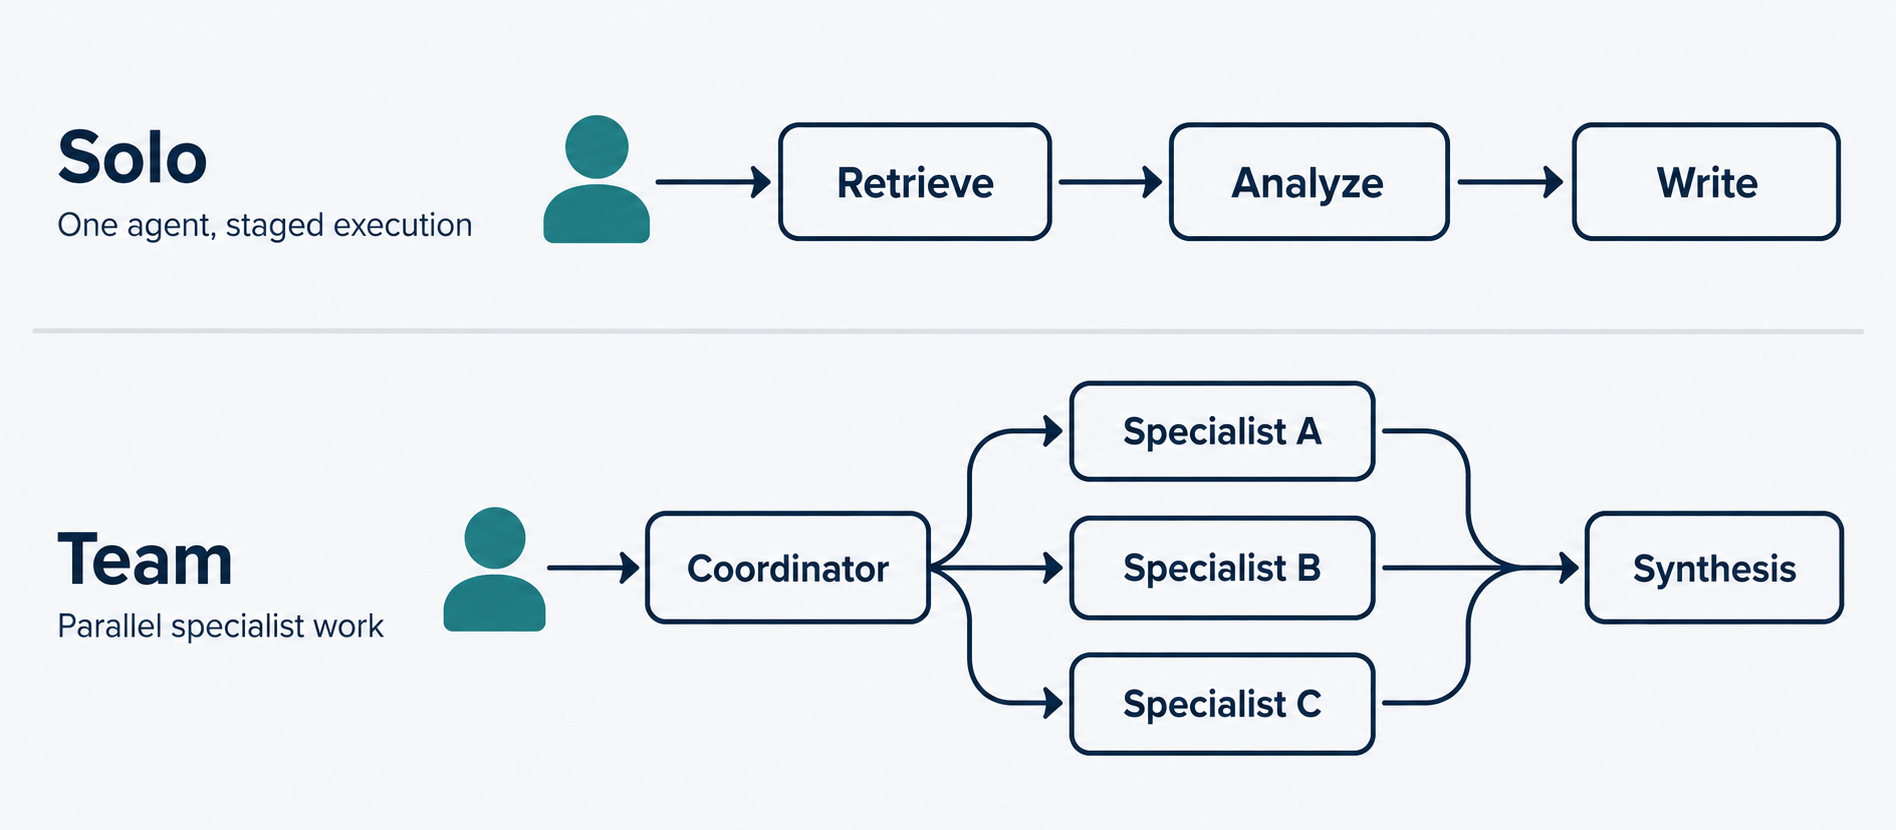 Solo
One agent, staged execution
Retrieve
Analyze
Write
Team
Parallel specialist work
Coordinator
Specialist A
Specialist B
Specialist C
Synthesis